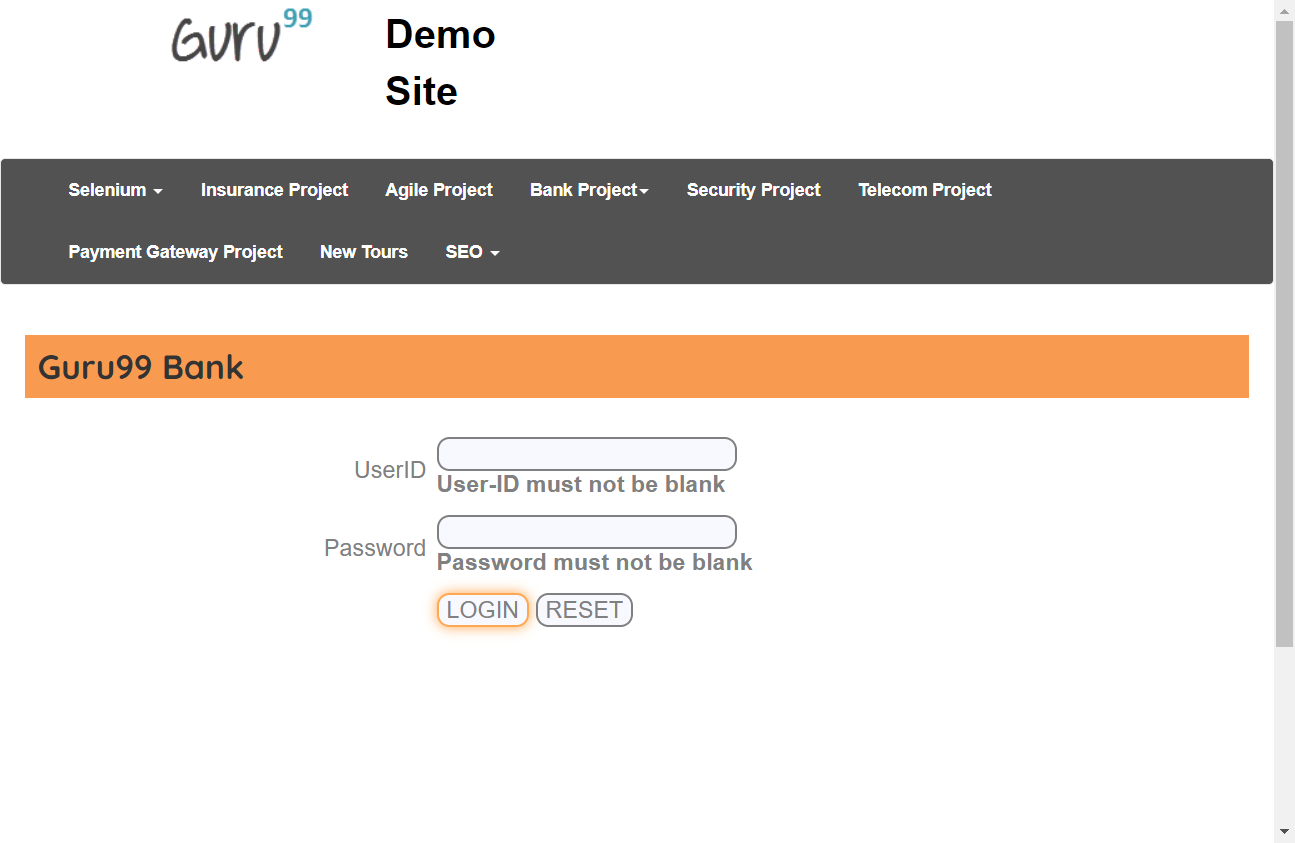 Guru99
Demo
Site
Selenium Insurance Project Agile Project Bank Project Security Project Telecom Project
Payment Gateway Project New Tours SEO
Guru99 Bank
UserID
User-ID must not be blank
Password
Password must not be blank
LOGIN RESET